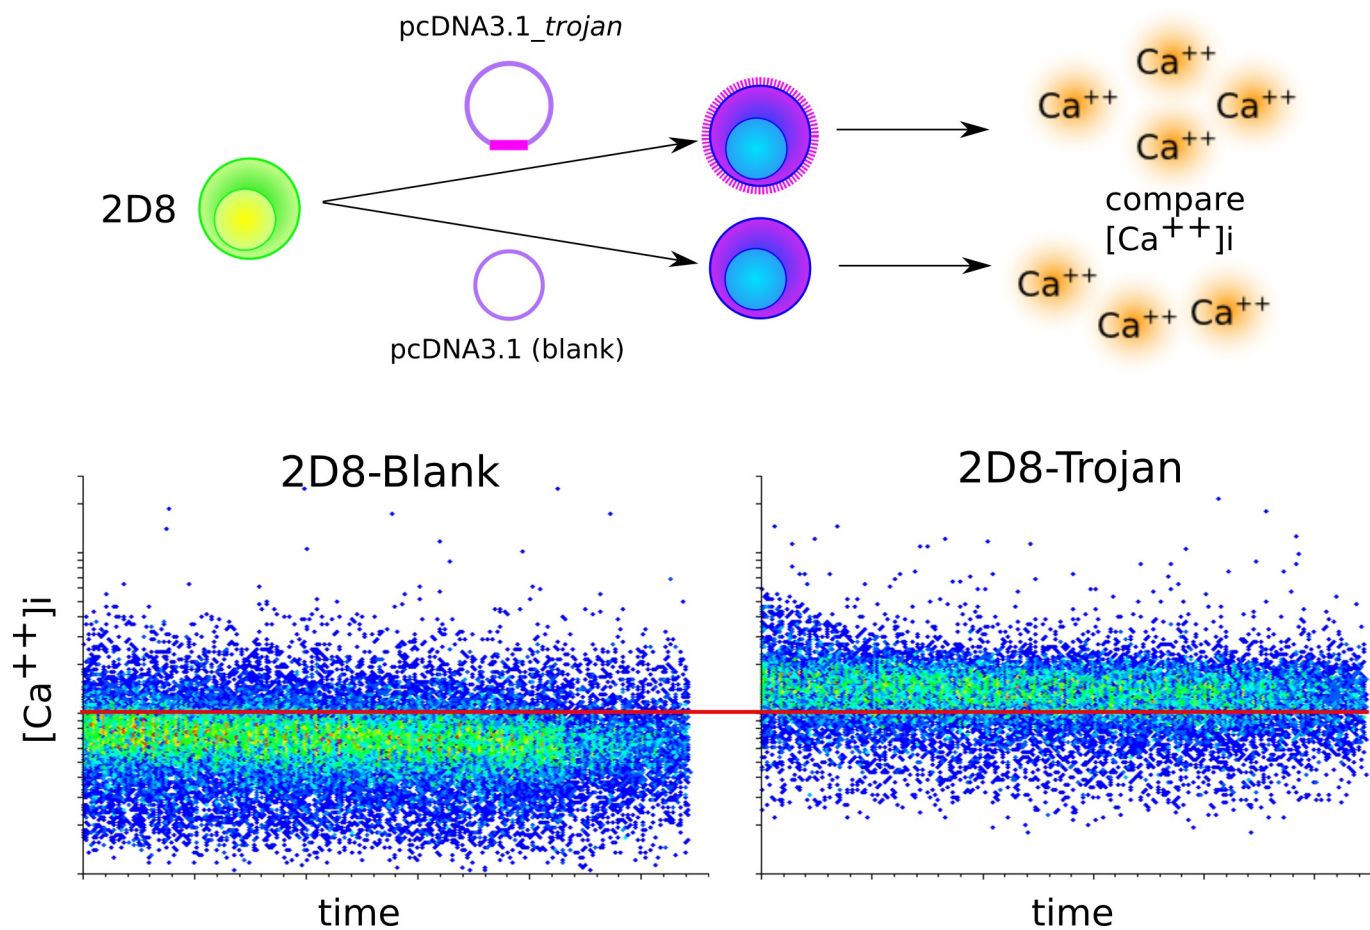 pcDNA3.1_trojan
2D8
pcDNA3.1 (blank)
Ca++
Ca++
Ca++
Ca++
compare
[Ca++]i
Ca++
Ca++
Ca++
2D8-Blank
2D8-Trojan
[Ca++]i
time
time